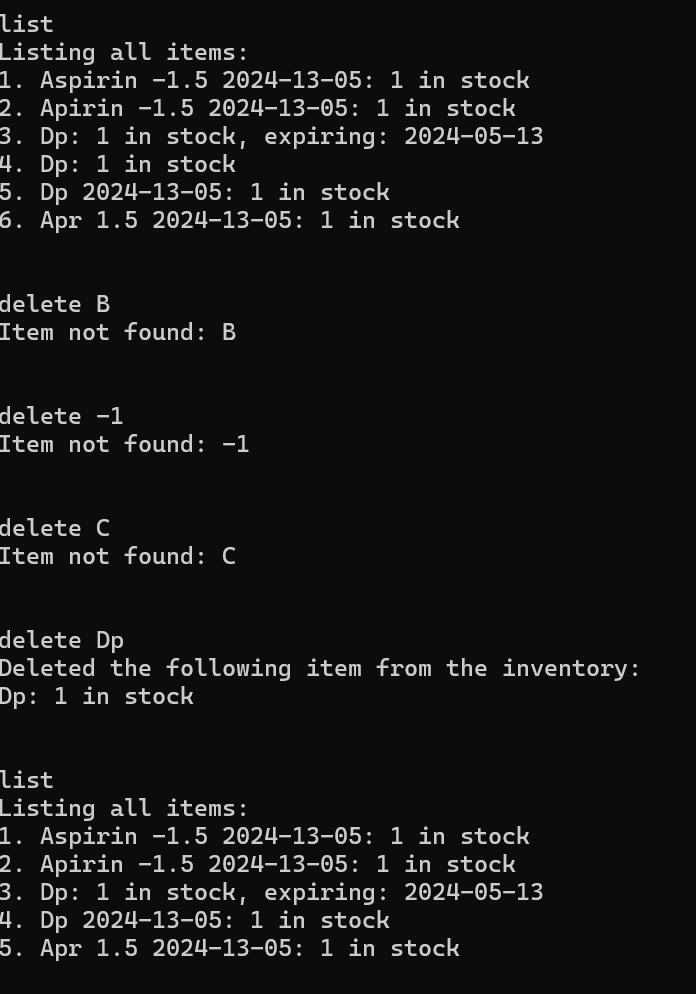 list
Listing all items:
1. Aspirin -1.5 2024-13-05: 1 in stock
2. Apirin -1.5 2024-13-05: 1 in stock
3. Dp: 1 in stock, expiring: 2024-05-13
4. Dp: 1 in stock
5. Dp 2024-13-05: 1 in stock
6. Apr 1.5 2024-13-05: 1 in stock
delete B
Item not found: B
delete -1
Item not found: -1
delete C
Item not found: C
delete Dp
Deleted the following item from the inventory:
Dp: 1 in stock
list
Listing all items:
1. Aspirin -1.5 2024-13-05: 1 in stock
2. Apirin -1.5 2024-13-05: 1 in stock
3. Dp: 1 in stock, expiring: 2024-05-13
4. Dp 2024-13-05: 1 in stock
5. Apr 1.5 2024-13-05: 1 in stock